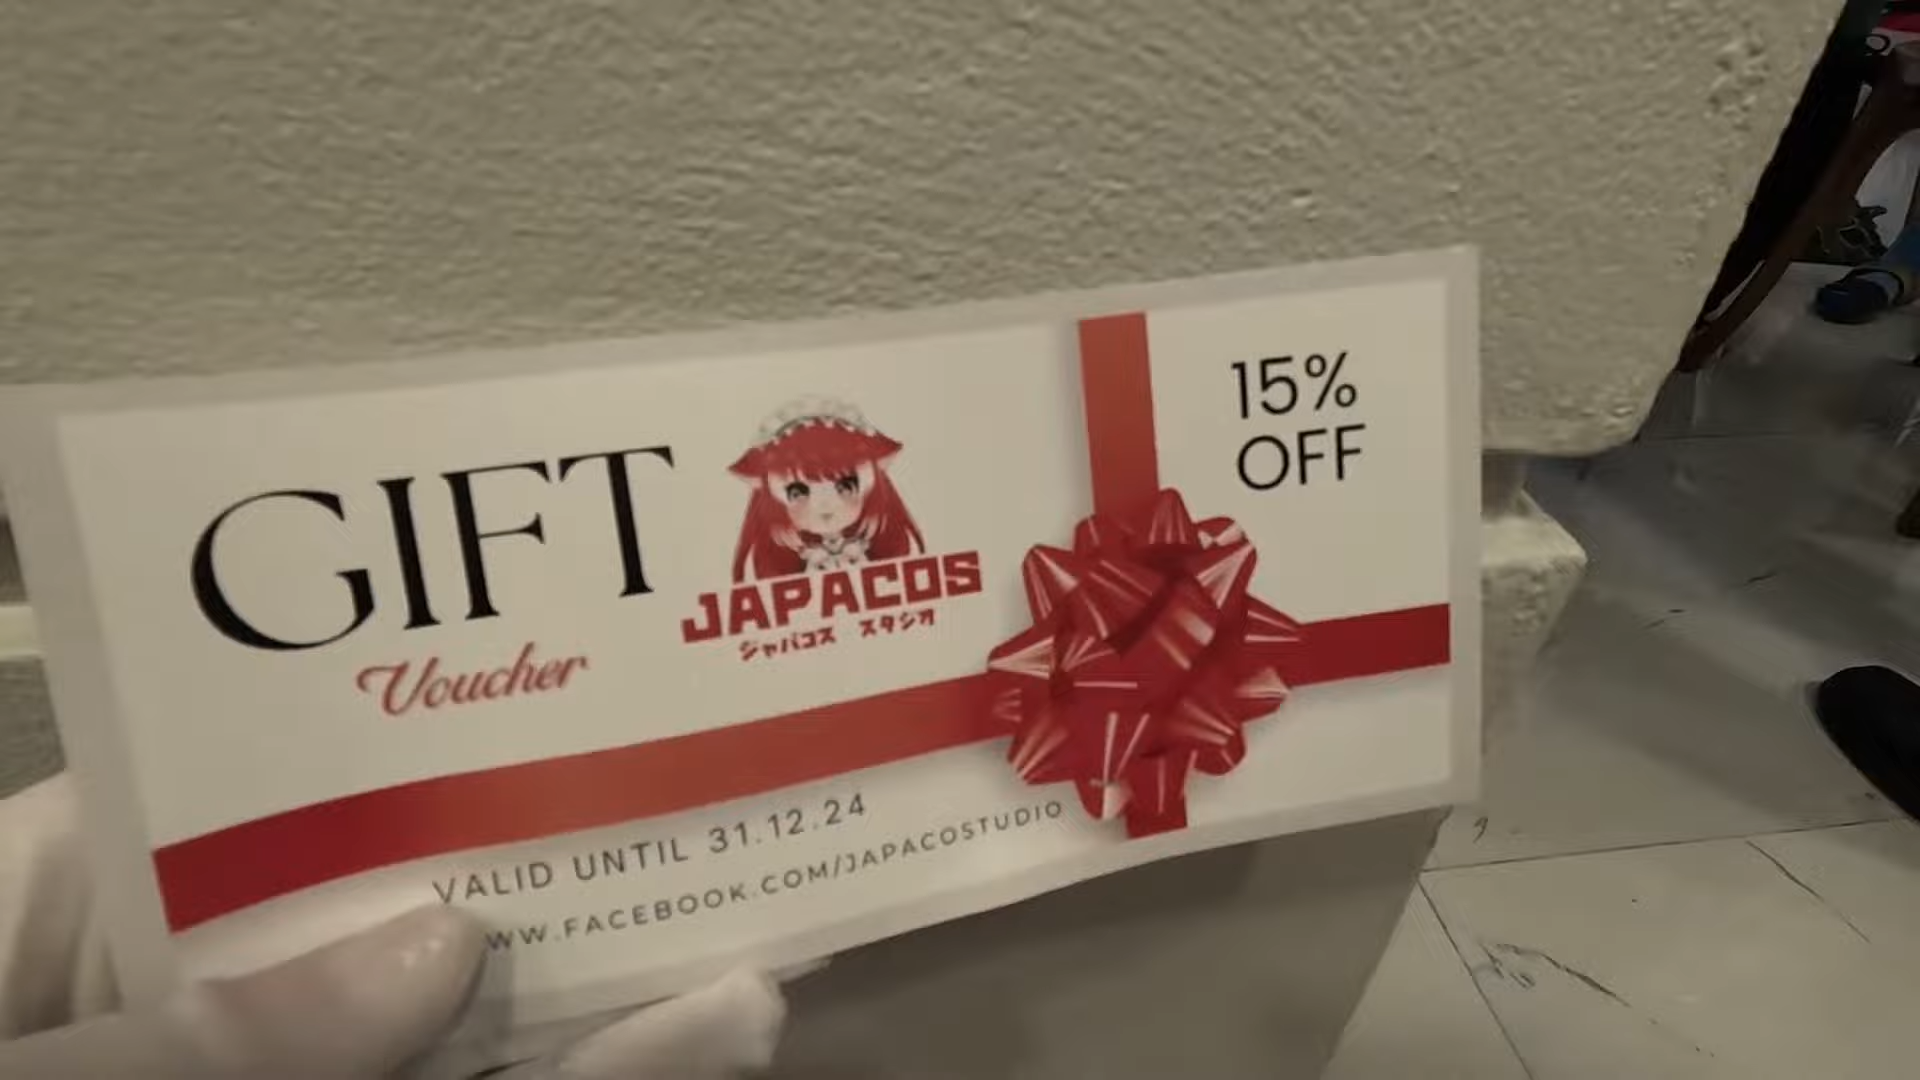 GIFT
Voucher
JAPACOS
ジャパコス スタジオ
15%
OFF
VALID UNTIL 31.12.24
WW.FACEBOOK.COM/JAPACOSTUDIO